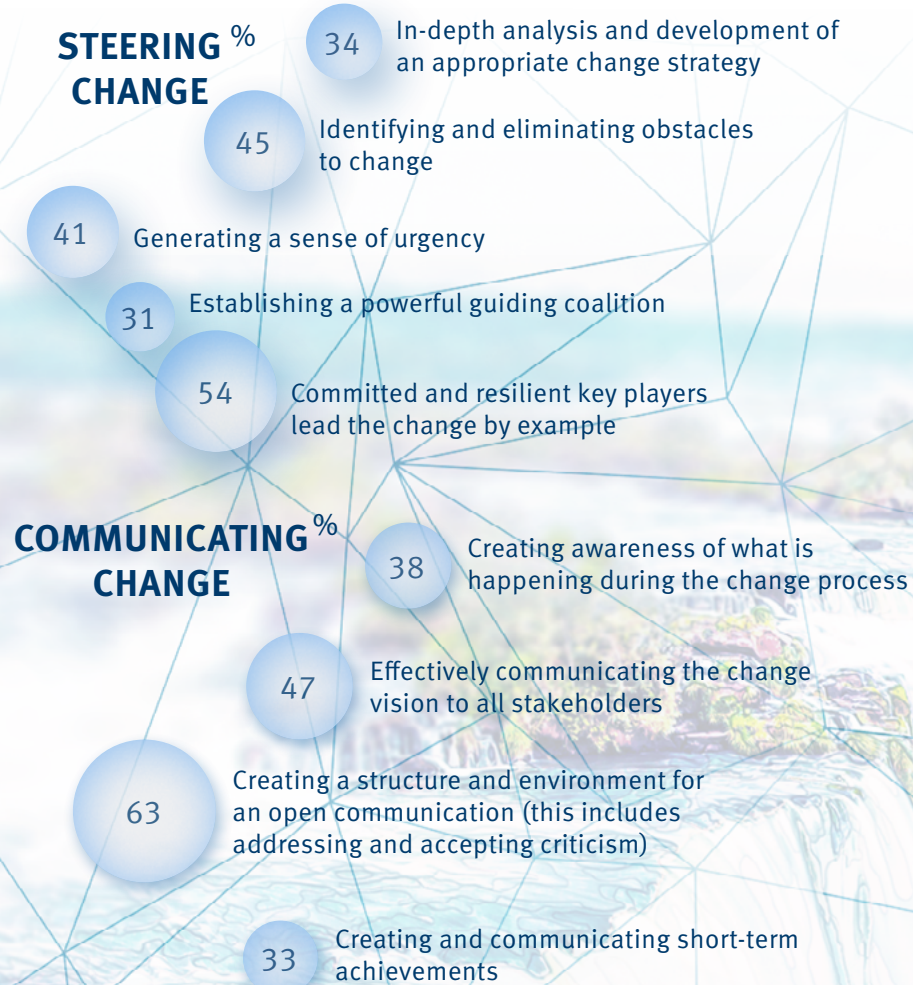 STEERING %
CHANGE
34
In-depth analysis and development of
an appropriate change strategy
45
Identifying and eliminating obstacles
to change
41
Generating a sense of urgency
31
Establishing a powerful guiding coalition
54
Committed and resilient key players
lead the change by example
COMMUNICATING %
CHANGE
38
Creating awareness of what is
happening during the change process
47
Effectively communicating the change
vision to all stakeholders
63
Creating a structure and environment for
an open communication (this includes
addressing and accepting criticism)
33
Creating and communicating short-term
achievements